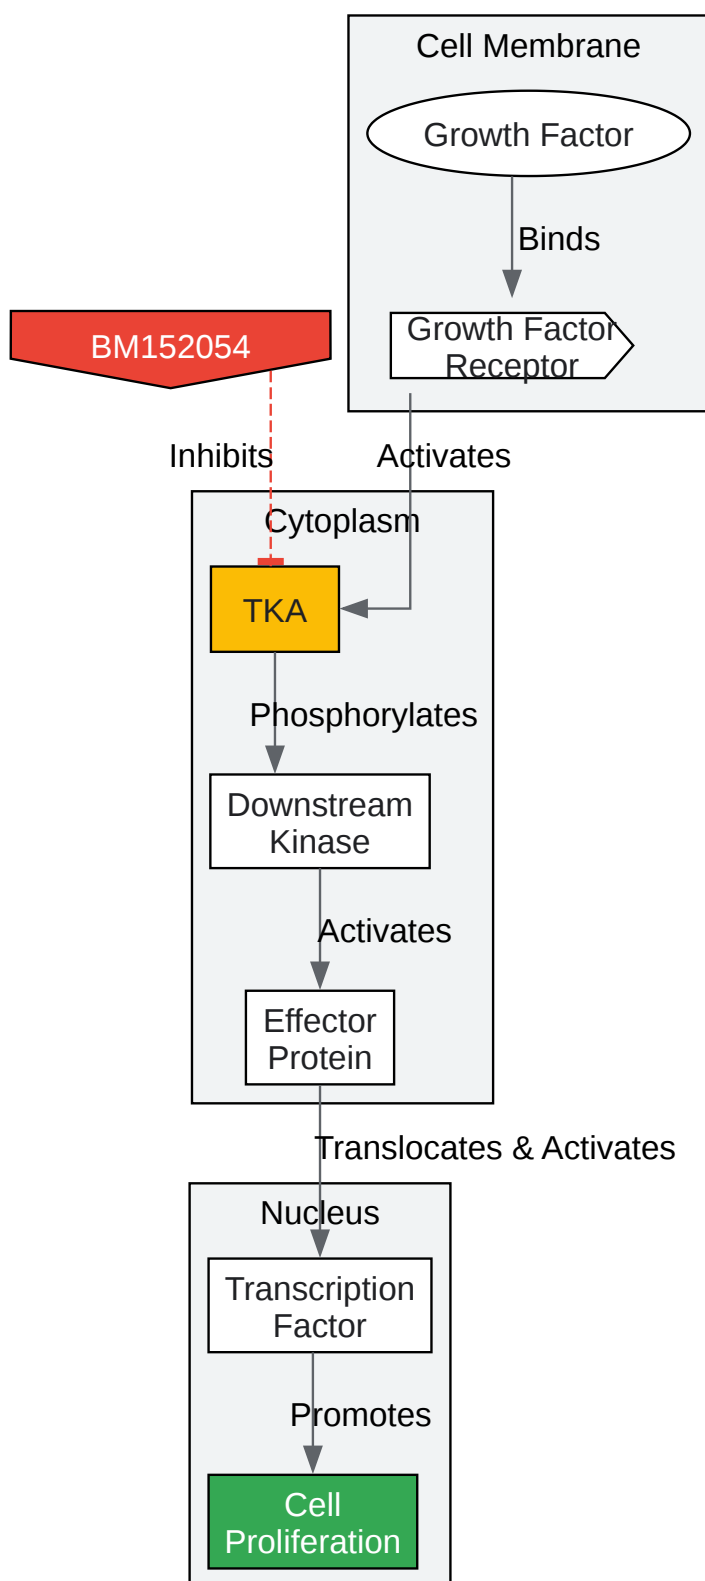 Cell Membrane
Growth Factor
Binds
Growth Factor
Receptor
BM152054
Inhibits
Activates
Cytoplasm
TKA
Phosphorylates
Downstream
Kinase
Activates
Effector
Protein
Translocates & Activates
Nucleus
Transcription
Factor
Promotes
Cell
Proliferation